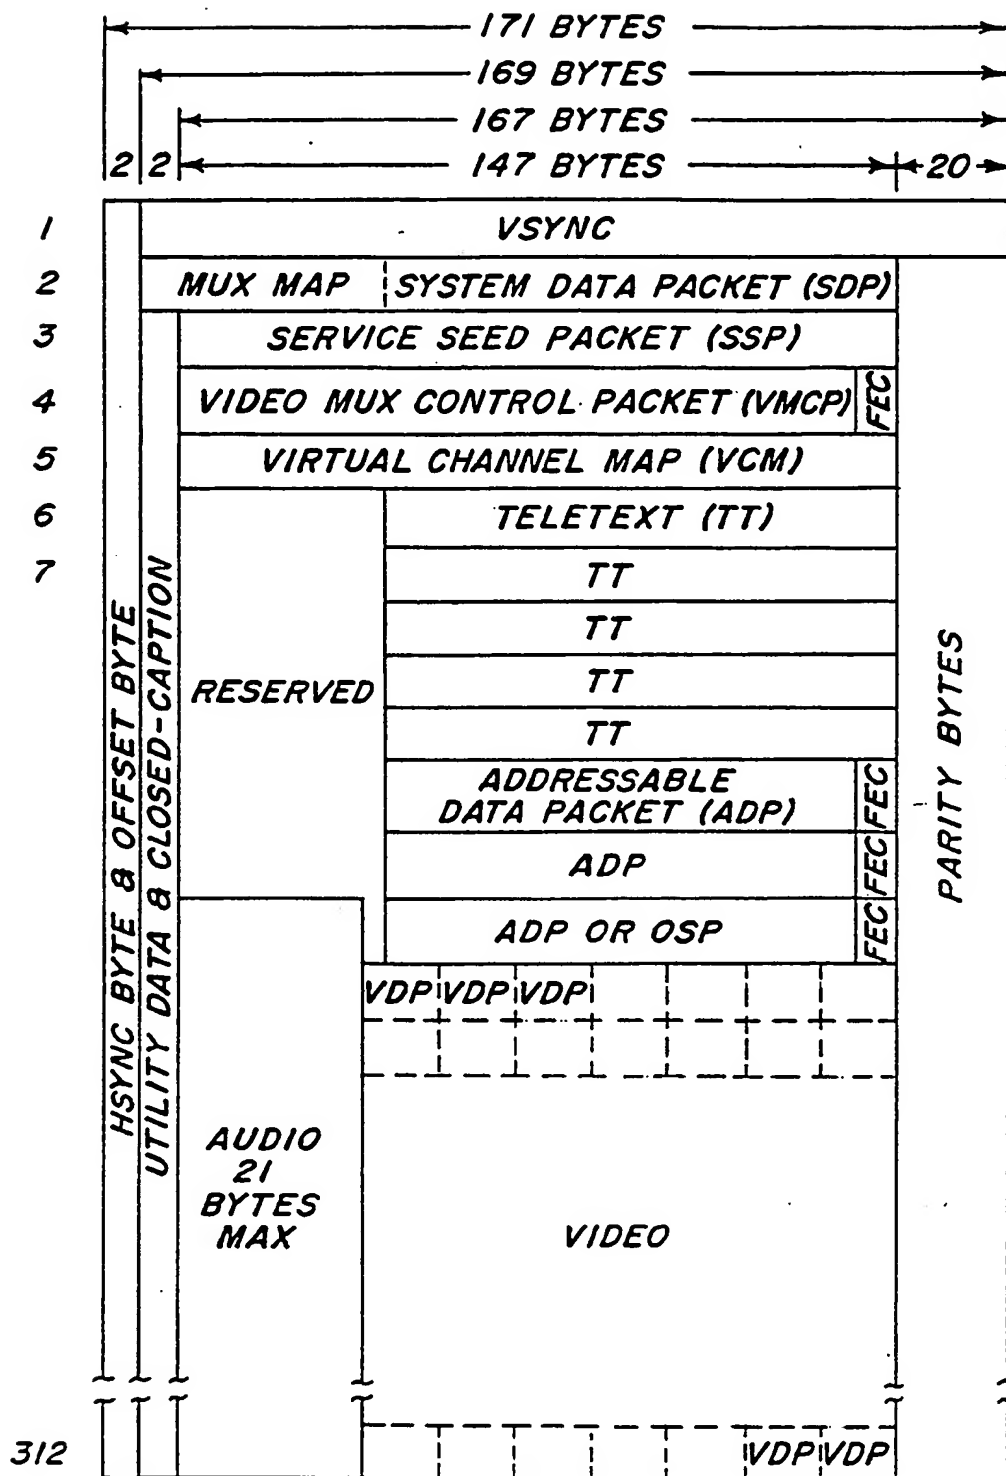 171 BYTES
169 BYTES
167 BYTES
2 2 147 BYTES 20
1 VSYNC
2 MUX MAP SYSTEM DATA PACKET (SDP)
3 SERVICE SEED PACKET (SSP)
4 VIDEO MUX CONTROL PACKET (VMCP) FEC
5 VIRTUAL CHANNEL MAP (VCM)
6 TELETEXT (TT)
7 TT
TT
TT
TT
RESERVED
ADDRESSABLE
DATA PACKET (ADP) FEC
ADP FEC
ADP OR OSP FEC
HSYNC BYTE & OFFSET BYTE
UTILITY DATA & CLOSED-CAPTION
PARITY BYTES
VDP VDP VDP
AUDIO
21
BYTES
MAX
VIDEO
312 VDP VDP